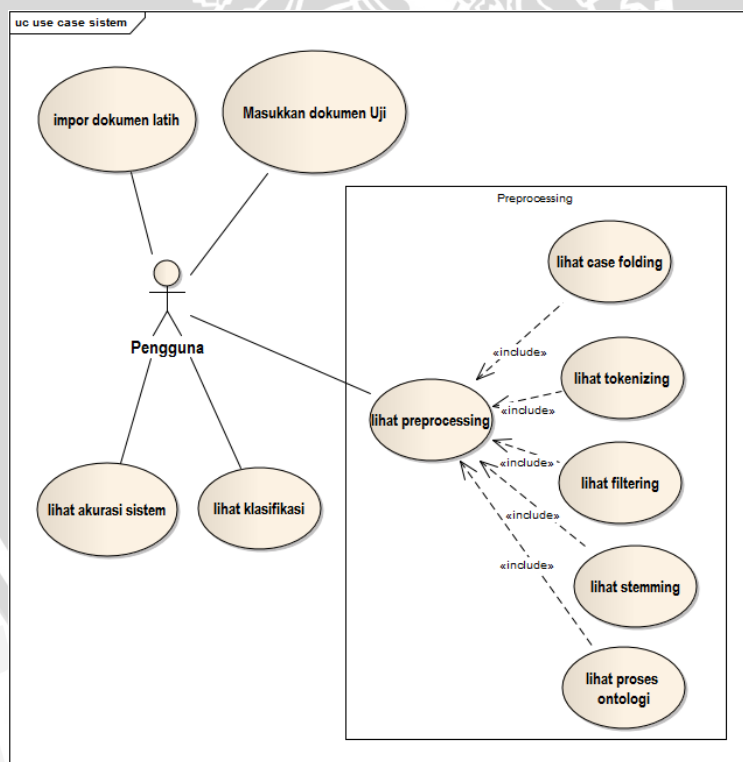 uc use case sistem
impor dokumen latih
Masukkan dokumen Uji
Preprocessing
lihat case folding
«include»
Pengguna
lihat tokenizing
«include»
lihat preprocessing
«include»
lihat filtering
lihat akurasi sistem
lihat klasifikasi
«include»
«include»
lihat stemming
lihat proses
ontologi